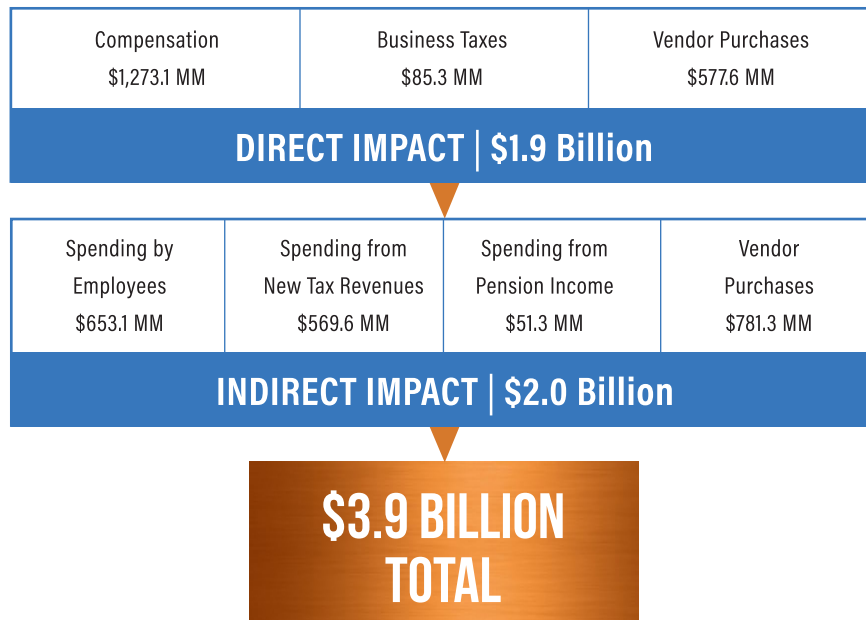 Compensation
$1,273.1 MM
Business Taxes
$85.3 MM
Vendor Purchases
$577.6 MM
DIRECT IMPACT | $1.9 Billion
Spending by
Employees
$653.1 MM
Spending from
New Tax Revenues
$569.6 MM
Spending from
Pension Income
$51.3 MM
Vendor
Purchases
$781.3 MM
INDIRECT IMPACT | $2.0 Billion
$3.9 BILLION
TOTAL